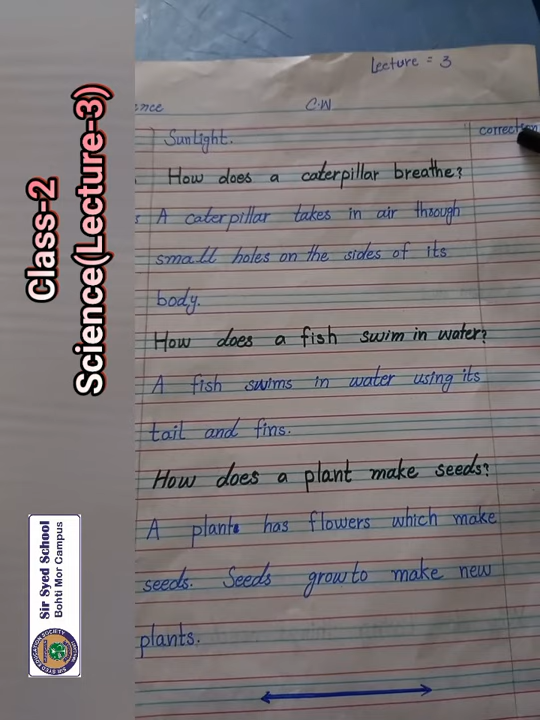 Class-2
Science(Lecture-3)
Sir Syed School
Bohti Mor Campus
Lecture = 3
C.W
Sunlight.
How does a caterpillar breathe?
A caterpillar takes in air through
small holes on the sides of its
body.
How does a fish swim in water?
A fish swims in water using its
tail and fins.
How does a plant make seeds?
A plant has flowers which make
seeds. Seeds grow to make new
plants.